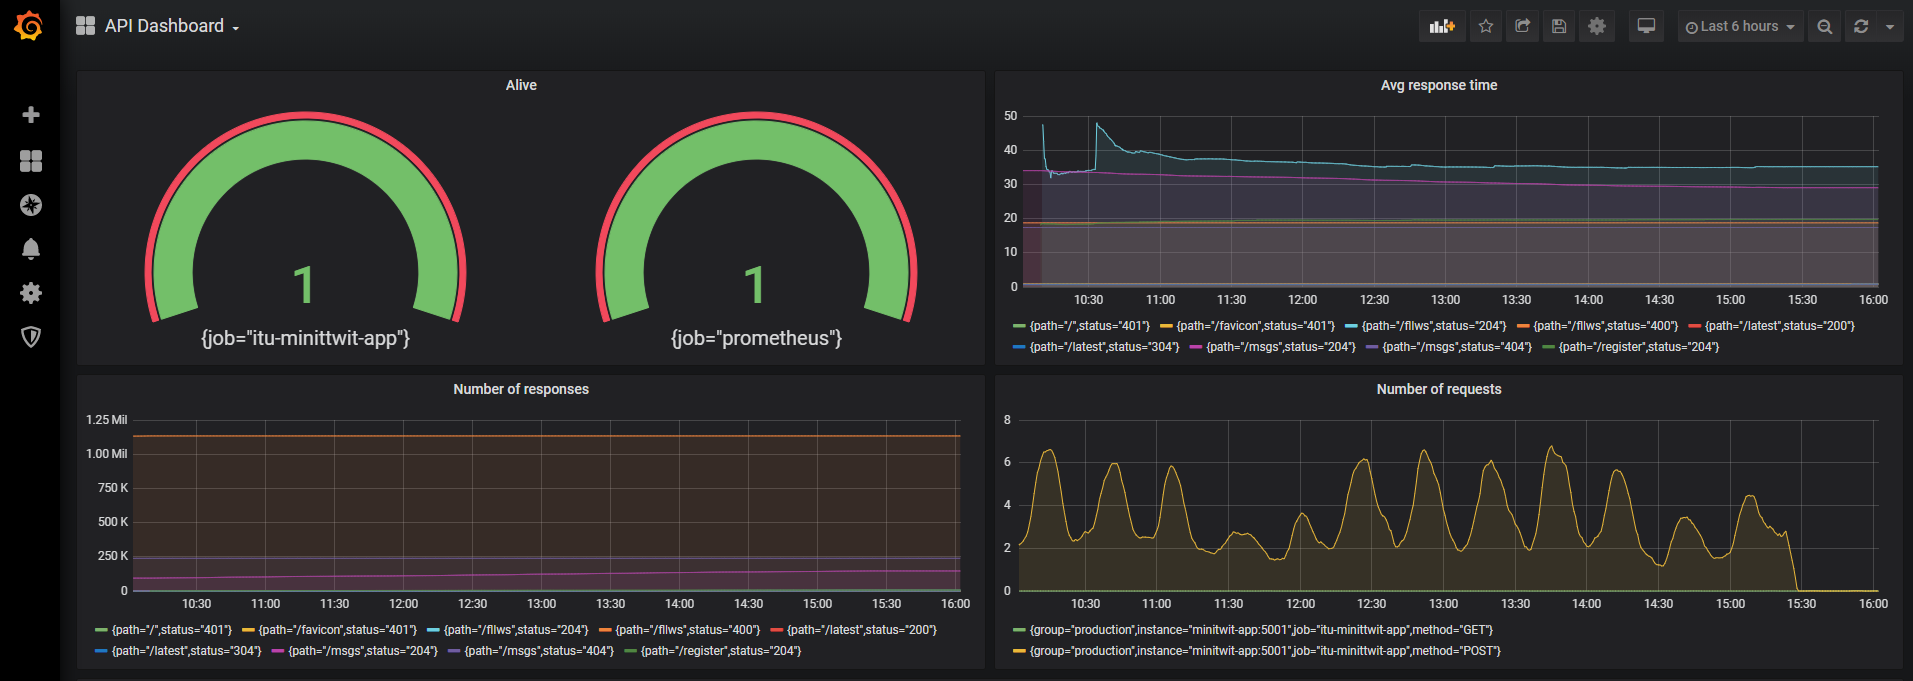 API Dashboard
Last 6 hours
Alive
1
{job="itu-minittwit-app"}
1
{job="prometheus"}
Avg response time
50
40
30
20
10
0
10:30 11:00 11:30 12:00 12:30 13:00 13:30 14:00 14:30 15:00 15:30 16:00
{path="/",status="401"} {path="/favicon",status="401"} {path="/fllws",status="204"} {path="/fllws",status="400"} {path="/latest",status="200"}
{path="/latest",status="304"} {path="/msgs",status="204"} {path="/msgs",status="404"} {path="/register",status="204"}
Number of responses
1.25 Mil
1.00 Mil
750 K
500 K
250 K
0
10:30 11:00 11:30 12:00 12:30 13:00 13:30 14:00 14:30 15:00 15:30 16:00
{path="/",status="401"} {path="/favicon",status="401"} {path="/fllws",status="204"} {path="/fllws",status="400"} {path="/latest",status="200"}
{path="/latest",status="304"} {path="/msgs",status="204"} {path="/msgs",status="404"} {path="/register",status="204"}
Number of requests
8
6
4
2
0
10:30 11:00 11:30 12:00 12:30 13:00 13:30 14:00 14:30 15:00 15:30 16:00
{group="production",instance="minitwit-app:5001",job="itu-minittwit-app",method="GET"}
{group="production",instance="minitwit-app:5001",job="itu-minittwit-app",method="POST"}